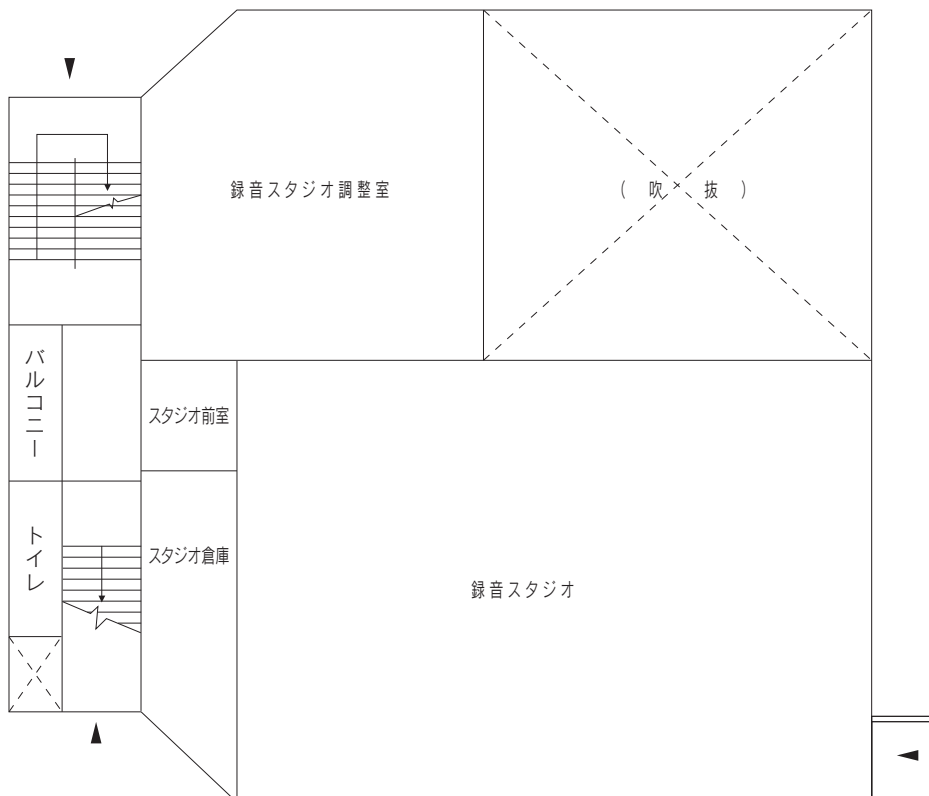 録音スタジオ調整室
(吹抜)
バルコニー
スタジオ前室
トイレ
スタジオ倉庫
録音スタジオ